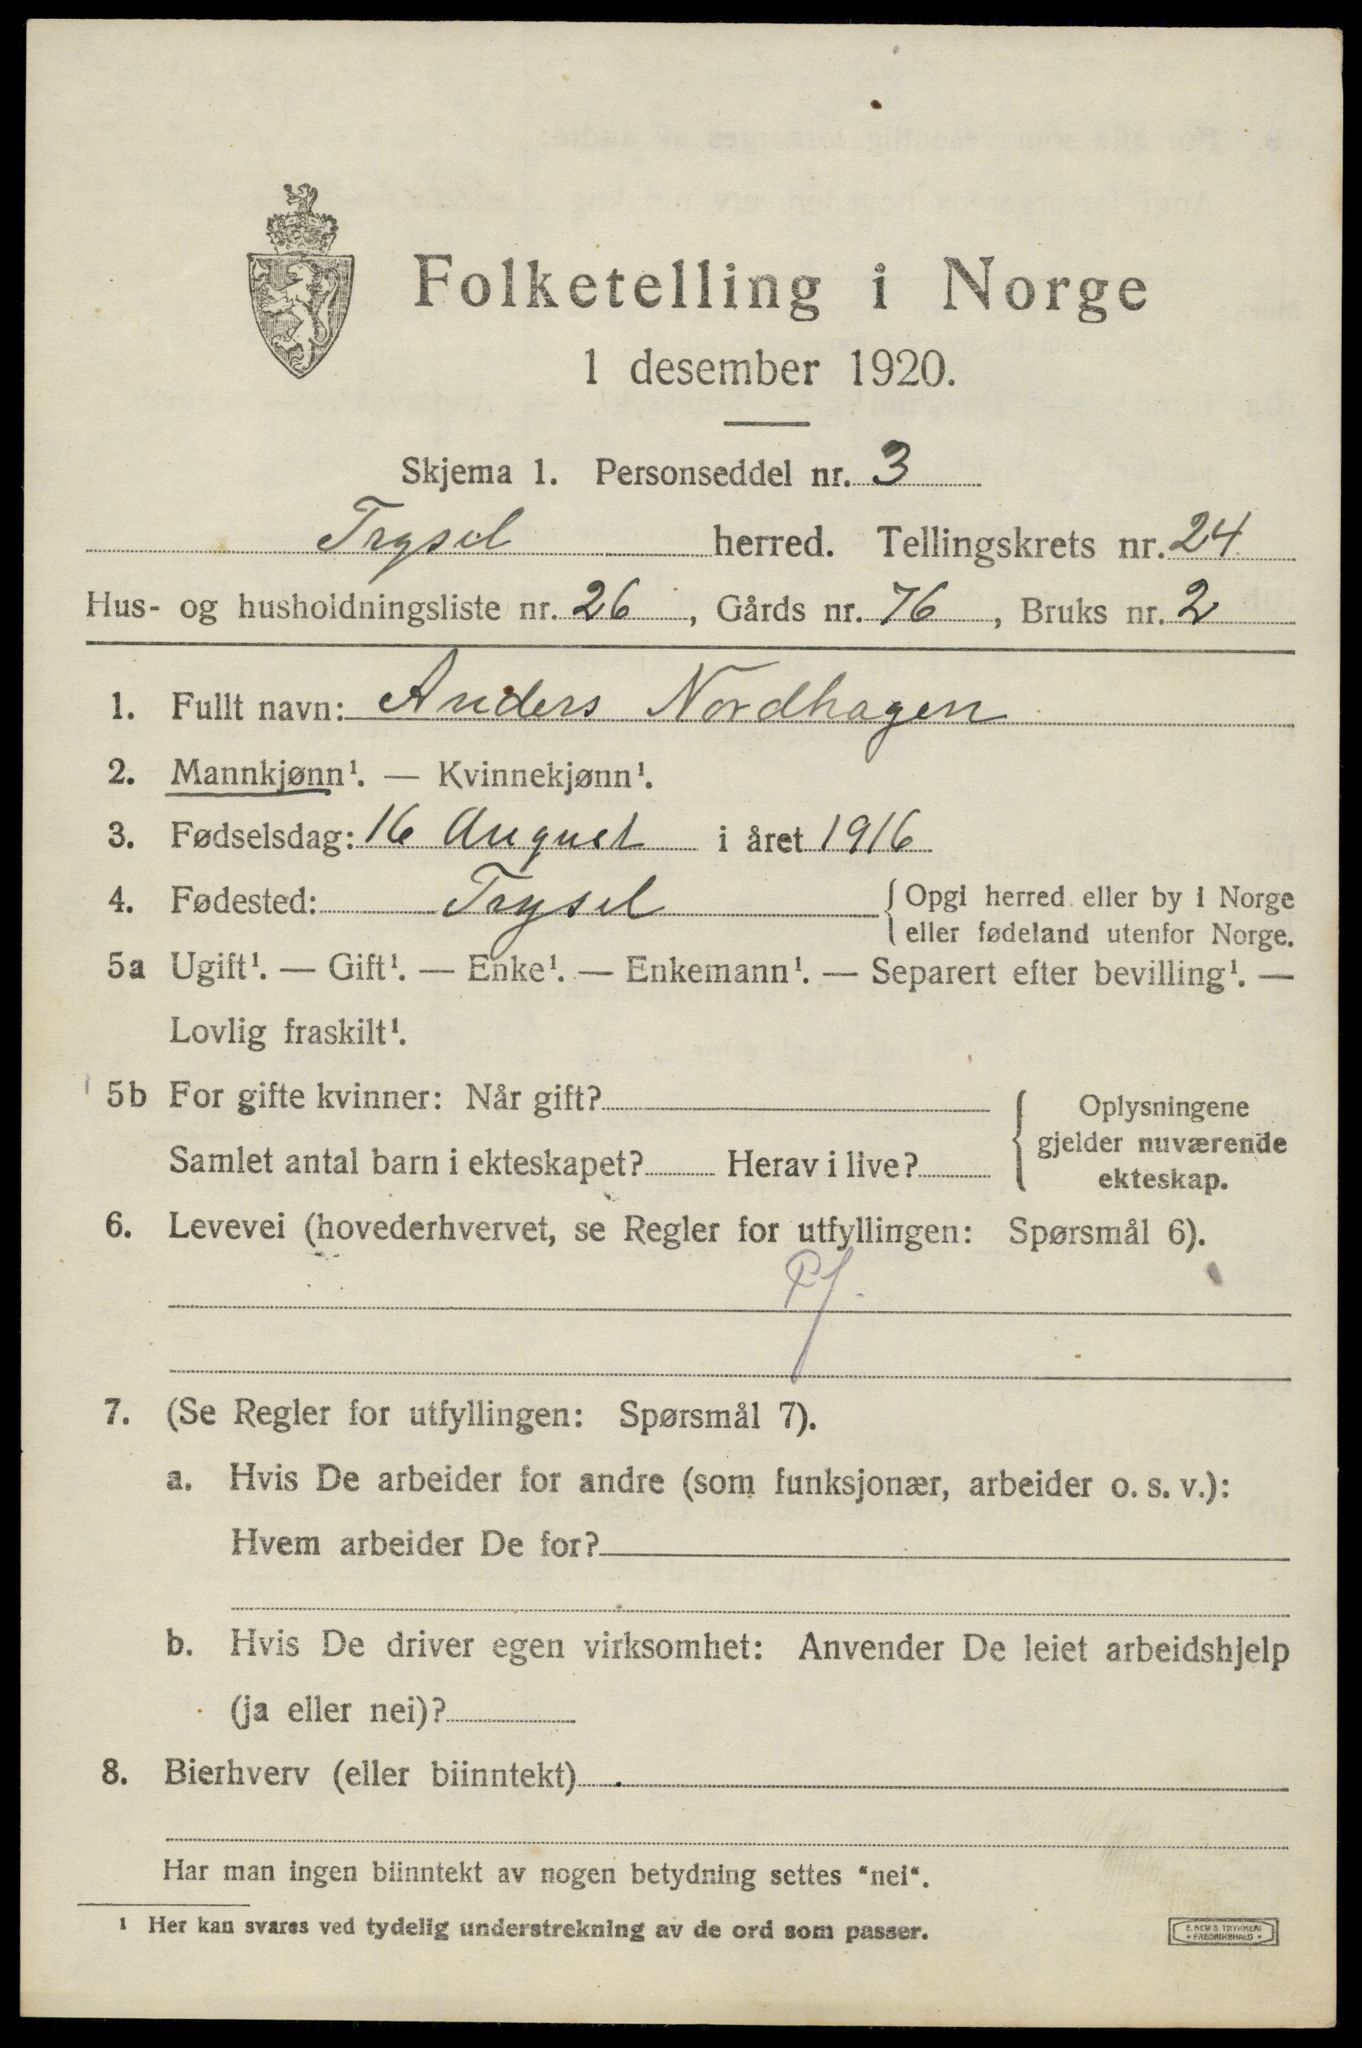 Folketelling i Norge
1 desember 1920.
Skjema 1. Personseddel nr. 3
Trysil herred. Tellingskrets nr. 24
Hus- og husholdningsliste nr. 26, Gårds nr. 76, Bruks nr. 2
1. Fullt navn: Anders Nordhagen
2. Mannkjønn¹. — Kvinnekjønn¹.
3. Fødselsdag: 16 August i året 1916
4. Fødested: Trysil { Opgi herred eller by i Norge
eller fødeland utenfor Norge.
5a Ugift¹. — Gift¹. — Enke¹. — Enkemann¹. — Separert efter bevilling¹. —
Lovlig fraskilt¹.
5b For gifte kvinner: Når gift?
Samlet antal barn i ekteskapet? Herav i live?
Oplysningene
gjelder nuværende
ekteskap.
6. Levevei (hovederhvervet, se Regler for utfyllingen: Spørsmål 6).
7. (Se Regler for utfyllingen: Spørsmål 7).
a. Hvis De arbeider for andre (som funksjonær, arbeider o. s. v.):
Hvem arbeider De for?
b. Hvis De driver egen virksomhet: Anvender De leiet arbeidshjelp
(ja eller nei)?
8. Bierhverv (eller biinntekt)
Har man ingen biinntekt av nogen betydning settes "nei".
¹ Her kan svares ved tydelig understrekning av de ord som passer.
FREDRIKSHALD